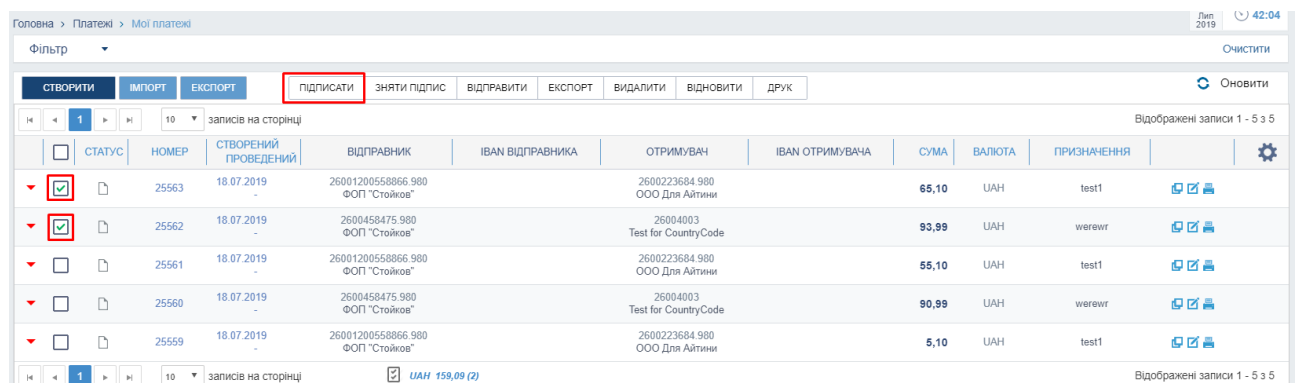 Головна > Платежі > Мої платежі
Лип 2019 42:04
Фільтр Очистити
СТВОРИТИ ІМПОРТ ЕКСПОРТ ПІДПИСАТИ ЗНЯТИ ПІДПИС ВІДПРАВИТИ ЕКСПОРТ ВИДАЛИТИ ВІДНОВИТИ ДРУК Оновити
1 10 записів на сторінці Відображені записи 1 - 5 з 5
СТАТУС НОМЕР СТВОРЕНИЙ ПРОВЕДЕНИЙ ВІДПРАВНИК IBAN ВІДПРАВНИКА ОТРИМУВАЧ IBAN ОТРИМУВАЧА СУМА ВАЛЮТА ПРИЗНАЧЕННЯ
25563 18.07.2019 - 26001200558866.980 ФОП "Стойков" 2600223684.980 ООО Для Айтини 65,10 UAH test1
25562 18.07.2019 - 2600458475.980 ФОП "Стойков" 26004003 Test for CountryCode 93,99 UAH werewr
25561 18.07.2019 - 26001200558866.980 ФОП "Стойков" 2600223684.980 ООО Для Айтини 55,10 UAH test1
25560 18.07.2019 - 2600458475.980 ФОП "Стойков" 26004003 Test for CountryCode 90,99 UAH werewr
25559 18.07.2019 - 26001200558866.980 ФОП "Стойков" 2600223684.980 ООО Для Айтини 5,10 UAH test1
1 10 записів на сторінці UAH 159,09 (2) Відображені записи 1 - 5 з 5